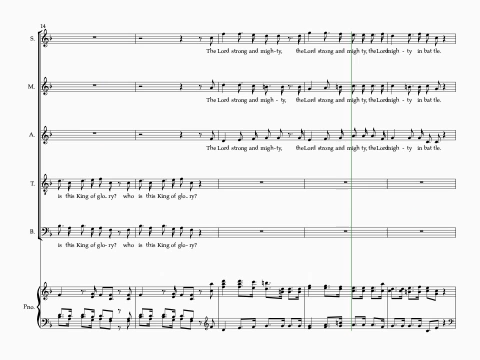 14
S.
The Lord strong and migh-ty, the Lord strong and migh ty, the Lord migh - ty in bat tle.
M.
The Lord strong and migh - ty, the Lord strong and migh ty, the Lord migh - ty in bat tle.
A.
The Lord strong and migh - ty, the Lord strong and migh ty, the Lord migh - ty in bat tle.
T.
is this King of glo-ry? who is this King of glo-ry?
B.
is this King of glo-ry? who is this King of glo-ry?
Pno.